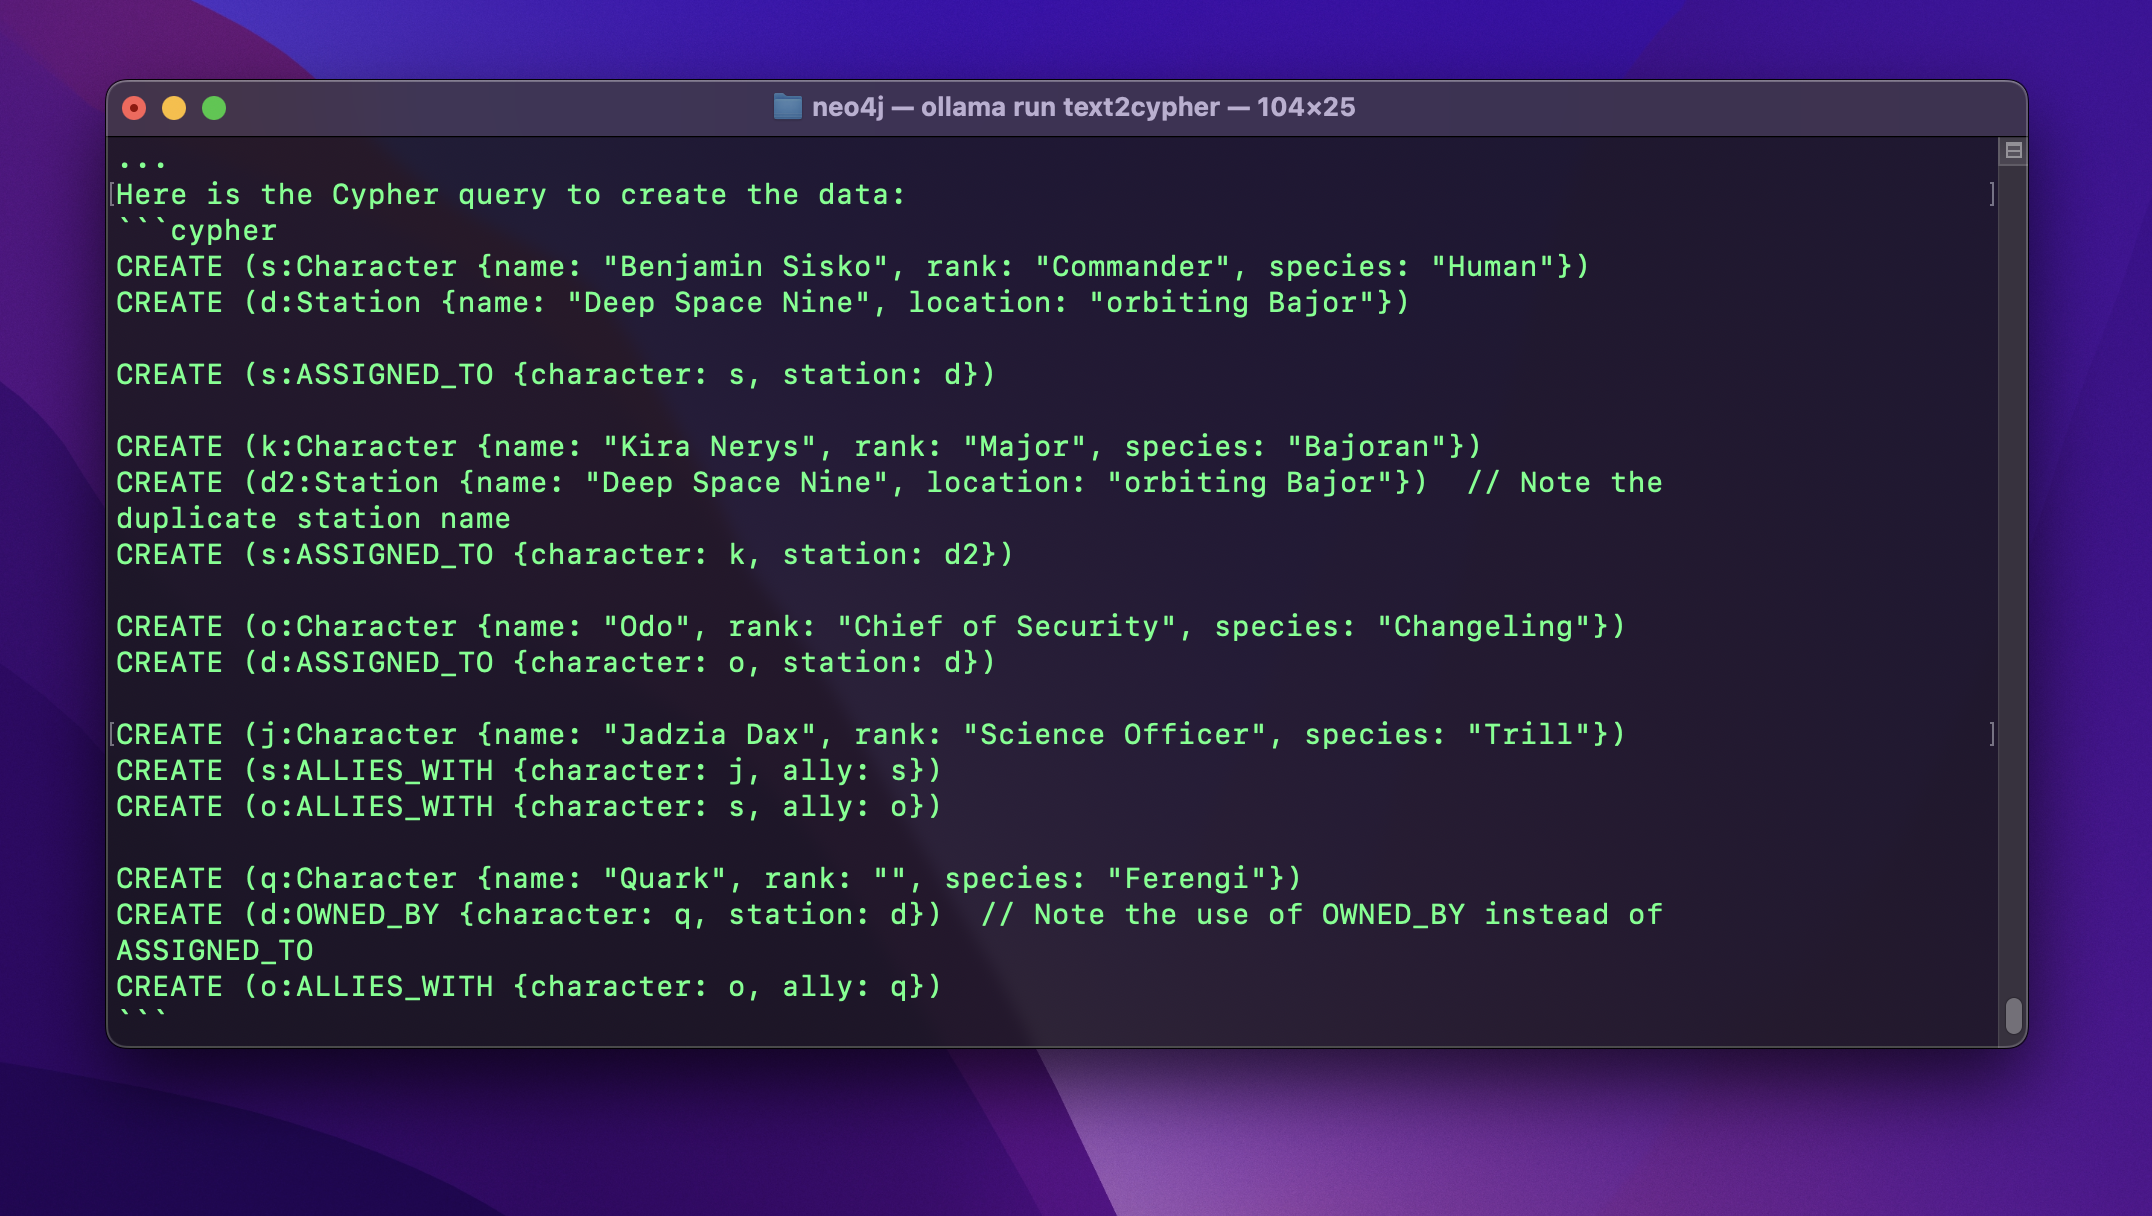 neo4j — ollama run text2cypher — 104×25
...
Here is the Cypher query to create the data:
```cypher
CREATE (s:Character {name: "Benjamin Sisko", rank: "Commander", species: "Human"})
CREATE (d:Station {name: "Deep Space Nine", location: "orbiting Bajor"})
CREATE (s:ASSIGNED_TO {character: s, station: d})
CREATE (k:Character {name: "Kira Nerys", rank: "Major", species: "Bajoran"})
CREATE (d2:Station {name: "Deep Space Nine", location: "orbiting Bajor"})  // Note the
duplicate station name
CREATE (s:ASSIGNED_TO {character: k, station: d2})
CREATE (o:Character {name: "Odo", rank: "Chief of Security", species: "Changeling"})
CREATE (d:ASSIGNED_TO {character: o, station: d})
CREATE (j:Character {name: "Jadzia Dax", rank: "Science Officer", species: "Trill"})
CREATE (s:ALLIES_WITH {character: j, ally: s})
CREATE (o:ALLIES_WITH {character: s, ally: o})
CREATE (q:Character {name: "Quark", rank: "", species: "Ferengi"})
CREATE (d:OWNED_BY {character: q, station: d})  // Note the use of OWNED_BY instead of
ASSIGNED_TO
CREATE (o:ALLIES_WITH {character: o, ally: q})
```